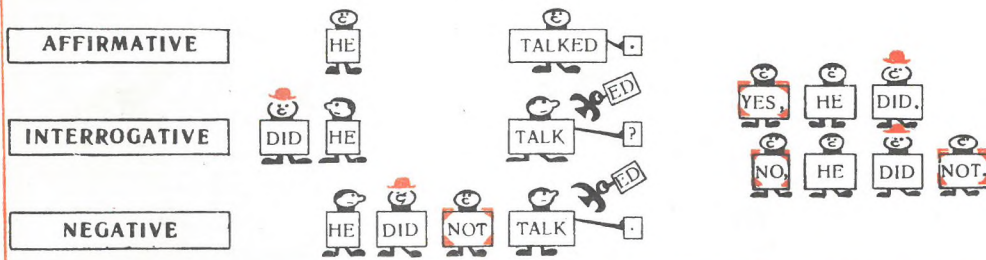 AFFIRMATIVE HE TALKED .
INTERROGATIVE DID HE TALK ED ?
NEGATIVE HE DID NOT TALK ED .
YES, HE DID.
NO, HE DID NOT.